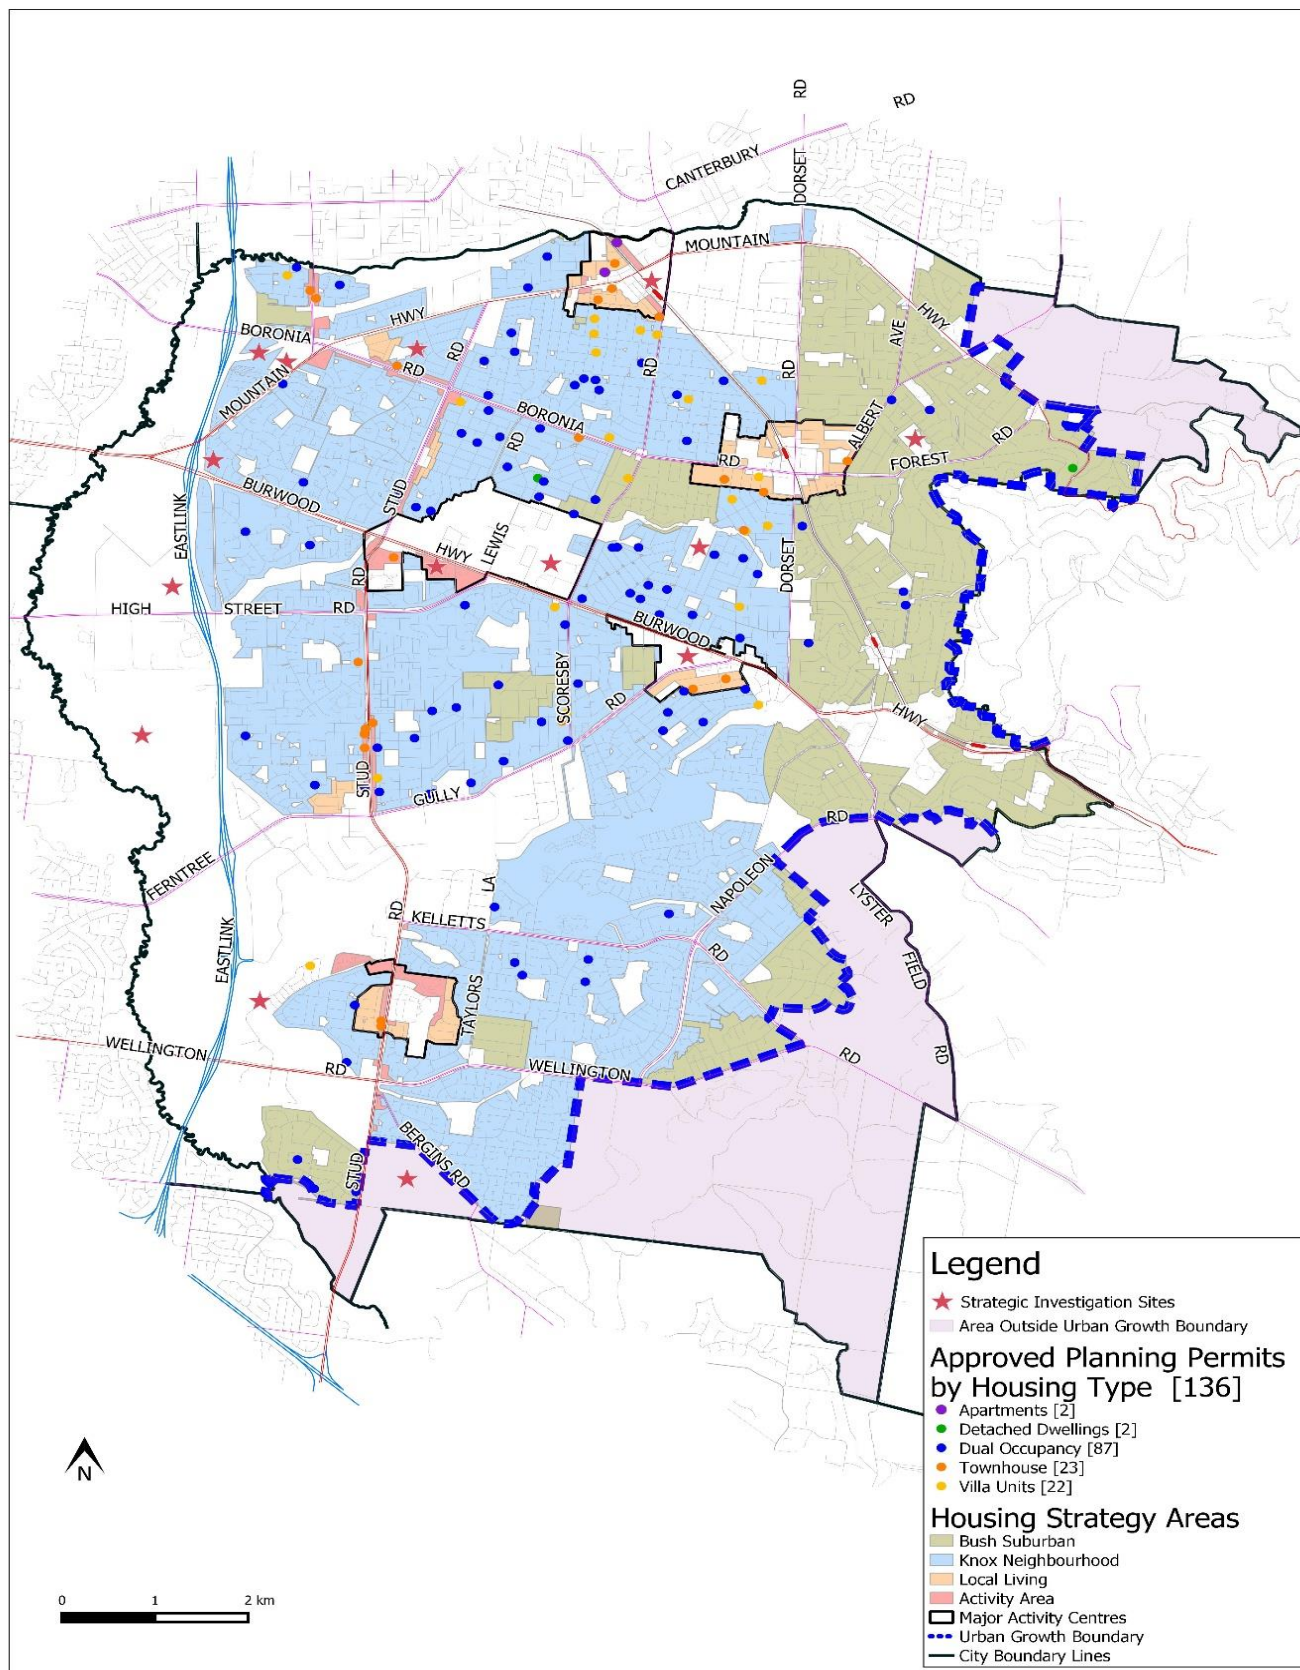 RD
RD
CANTERBURY
DORSET
MOUNTAIN
HWY
BORONIA
HWY
RD
AVE
MOUNTAIN
RD
RD
RD
BORONIA
ALBERT
RD
RD
RD
FOREST
BURWOOD
STUD
EASTLINK
LEWIS
HWY
RD
DORSET
HIGH
STREET
RD
BURWOOD
SCORESBY
RD
HWY
STUD
GULLY
RD
FERNTREE
NAPOLEON
LA
LYSTER
RD
KELLETTS
EASTLINK
RD
FIELD
TAYLORS
WELLINGTON
RD
WELLINGTON
RD
RD
BERGINS RD
STUD
N
0 1 2 km
Legend
Strategic Investigation Sites
Area Outside Urban Growth Boundary
Approved Planning Permits
by Housing Type [136]
Apartments [2]
Detached Dwellings [2]
Dual Occupancy [87]
Townhouse [23]
Villa Units [22]
Housing Strategy Areas
Bush Suburban
Knox Neighbourhood
Local Living
Activity Area
Major Activity Centres
Urban Growth Boundary
City Boundary Lines